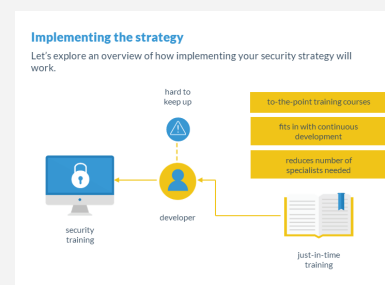 Implementing the strategy
Let's explore an overview of how implementing your security strategy will
work.
hard to
keep up
to-the-point training courses
fits in with continuous
development
reduces number of
specialists needed
developer
security
training
just-in-time
training